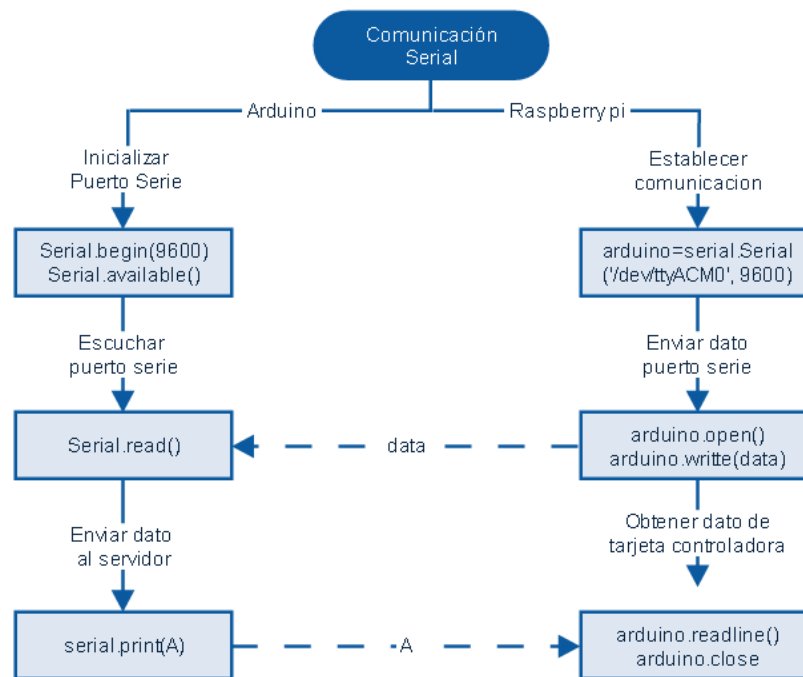 Comunicación
Serial
Arduino
Raspberry pi
Inicializar
Puerto Serie
Establecer
comunicacion
Serial.begin(9600)
Serial.available()
arduino=serial.Serial
('/dev/ttyACM0', 9600)
Escuchar
puerto serie
Enviar dato
puerto serie
Serial.read()
data
arduino.open()
arduino.writte(data)
Enviar dato
al servidor
Obtener dato de
tarjeta controladora
serial.print(A)
A
arduino.readline()
arduino.close